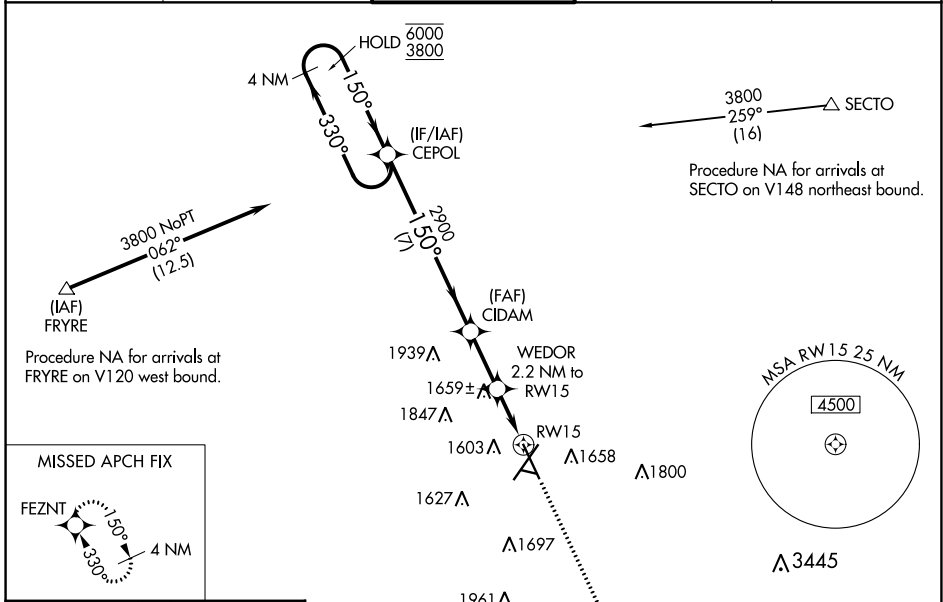 HOLD 6000
3800
4 NM
150°
330°
(IF/IAF)
CEPOL
3800
259°
(16)
SECTO
Procedure NA for arrivals at
SECTO on V148 northeast bound.
3800 NoPT
062°
(12.5)
(IAF)
FRYRE
Procedure NA for arrivals at
FRYRE on V120 west bound.
2900
150°
(7)
(FAF)
CIDAM
1939
WEDOR
2.2 NM to
RW15
1659±
1847
RW15
1603
1658
1800
1627
1697
1961
MSA RW15 25 NM
4500
3445
MISSED APCH FIX
FEZNT
150°
330°
4 NM